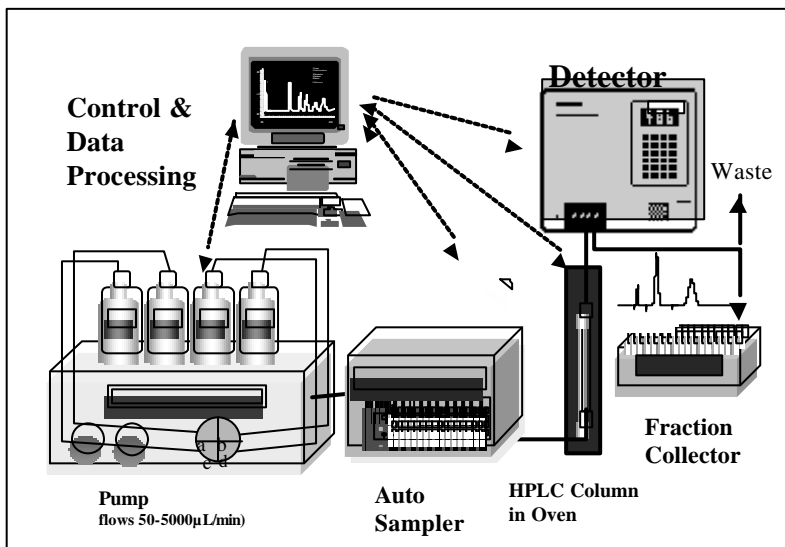 Detector
Control &
Data
Processing
Waste
a b
c d
Fraction
Collector
Pump
flows 50-5000µL/min)
Auto
Sampler
HPLC Column
in Oven